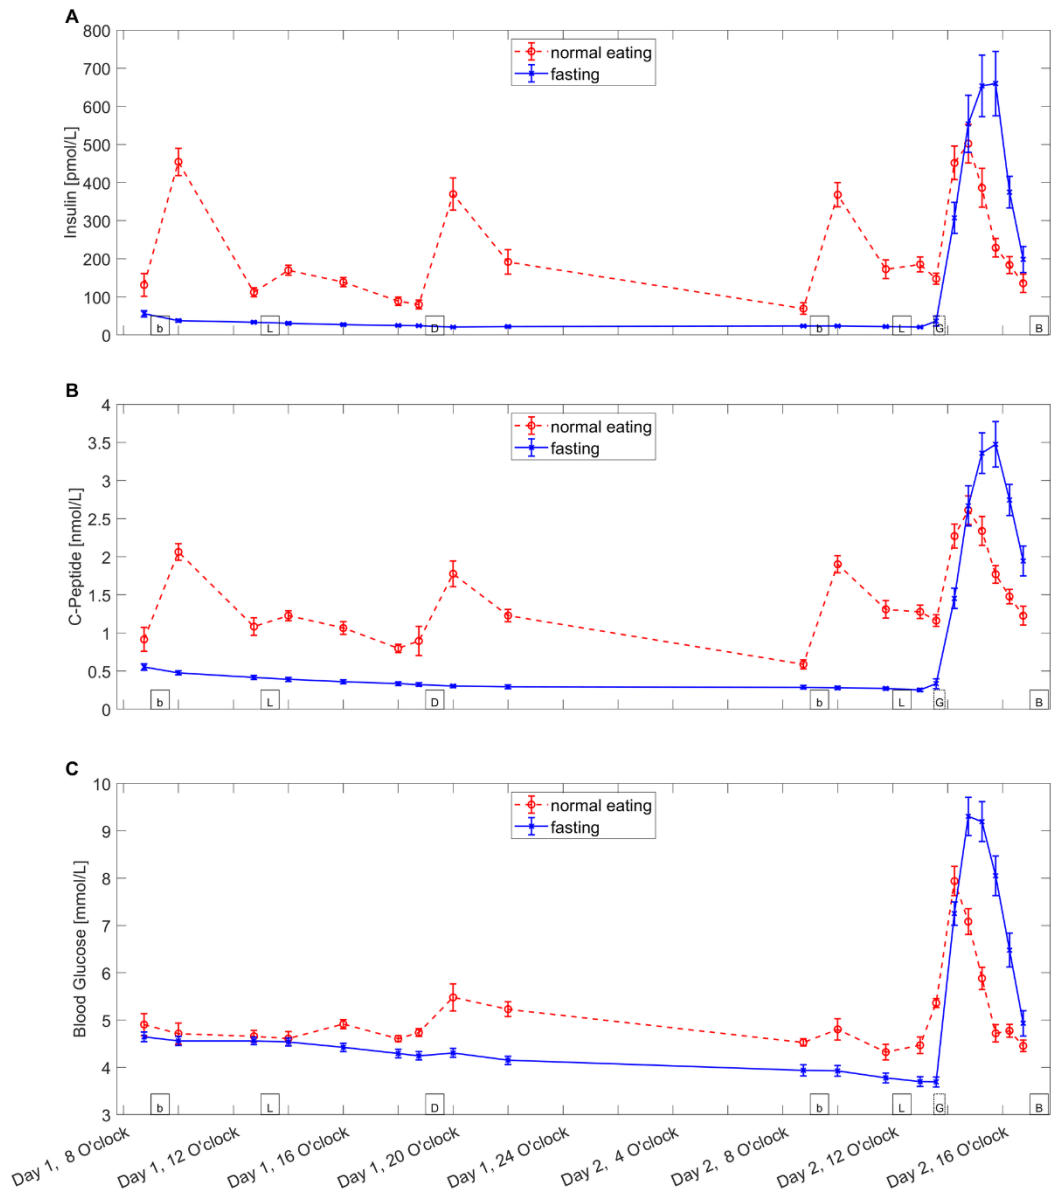 A
800
700
600
500
400
300
200
100
0
Insulin [pmol/L]
normal eating
fasting
b
L
D
b
L
G
B
B
4
3.5
3
2.5
2
1.5
1
0.5
0
C-Peptide [nmol/L]
normal eating
fasting
b
L
D
b
L
G
B
C
10
9
8
7
6
5
4
3
Blood Glucose [mmol/L]
normal eating
fasting
b
L
D
b
L
G
B
Day 1, 8 O'clock
Day 1, 12 O'clock
Day 1, 16 O'clock
Day 1, 20 O'clock
Day 1, 24 O'clock
Day 2, 4 O'clock
Day 2, 8 O'clock
Day 2, 12 O'clock
Day 2, 16 O'clock